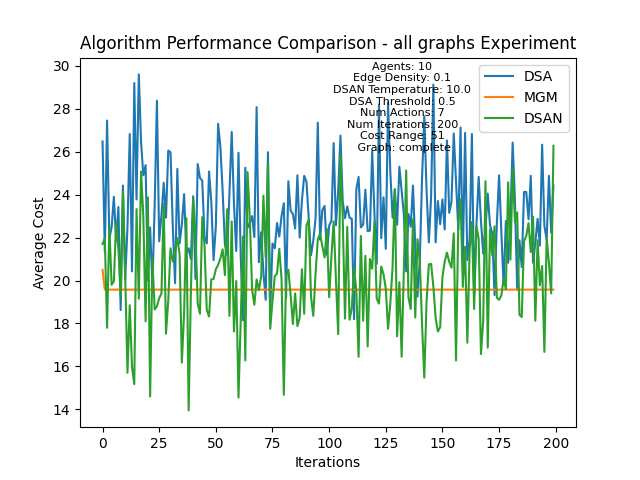 Algorithm Performance Comparison - all graphs Experiment
Agents: 10
Edge Density: 0.1
DSAN Temperature: 10.0
DSA Threshold: 0.5
Num Actions: 7
Num Iterations: 200
Cost Range: 51
Graph: complete
DSA
MGM
DSAN
Average Cost
30
28
26
24
22
20
18
16
14
0
25
50
75
100
125
150
175
200
Iterations